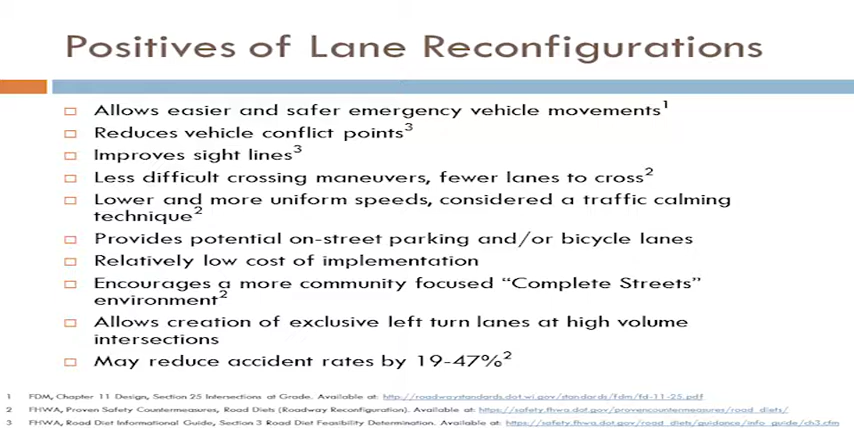 Positives of Lane Reconfigurations
Allows easier and safer emergency vehicle movements1
Reduces vehicle conflict points3
Improves sight lines3
Less difficult crossing maneuvers, fewer lanes to cross2
Lower and more uniform speeds, considered a traffic calming
technique2
Provides potential on-street parking and/or bicycle lanes
Relatively low cost of implementation
Encourages a more community focused “Complete Streets”
environment2
Allows creation of exclusive left turn lanes at high volume
intersections
May reduce accident rates by 19-47%2
1 FDM, Chapter 11 Design, Section 25 Intersections at Grade. Available at: http://roadwaystandards.dot.wi.gov/standards/fdm/fd-11-25.pdf
2 FHWA, Proven Safety Countermeasures, Road Diets (Roadway Reconfiguration). Available at: https://safety.fhwa.dot.gov/provencountermeasures/road_diets/
3 FHWA, Road Diet Informational Guide, Section 3 Road Diet Feasibility Determination. Available at: https://safety.fhwa.dot.gov/road_diets/guidance/info_guide/ch3.cfm